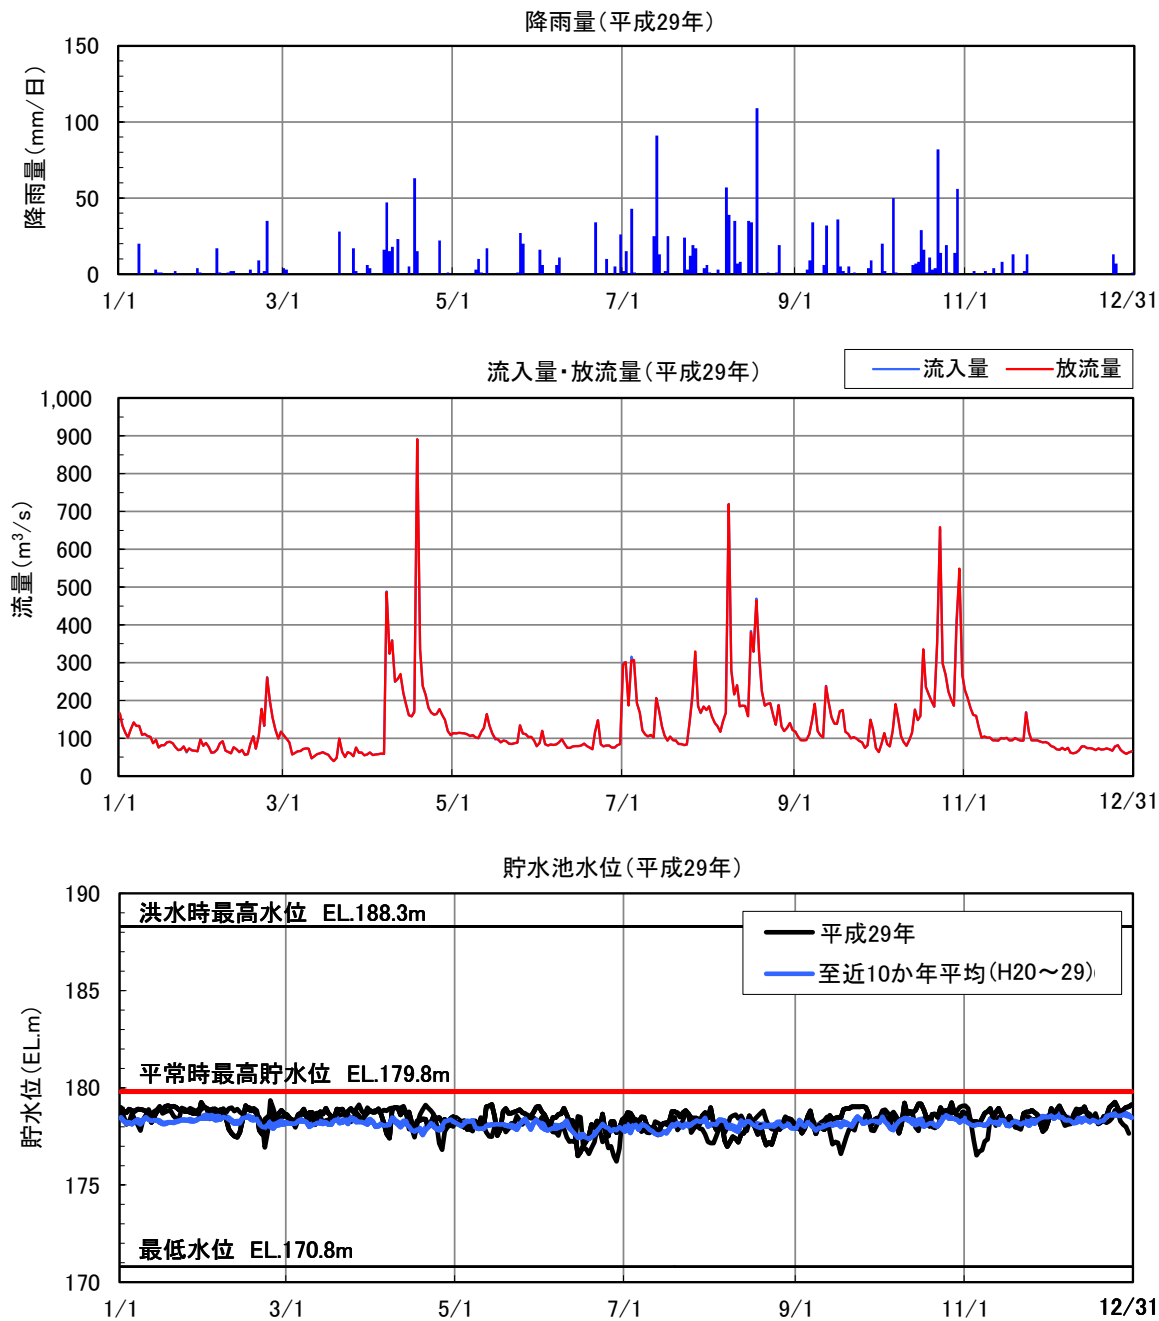 降雨量(平成29年)
降雨量(mm/日)
150
100
50
0
1/1 3/1 5/1 7/1 9/1 11/1 12/31
流入量・放流量(平成29年)
流入量 放流量
流量(m³/s)
1,000
900
800
700
600
500
400
300
200
100
0
1/1 3/1 5/1 7/1 9/1 11/1 12/31
貯水池水位(平成29年)
貯水位(EL.m)
190
185
180
175
170
洪水時最高水位 EL.188.3m
平成29年
至近10か年平均(H20～29)
平常時最高貯水位 EL.179.8m
最低水位 EL.170.8m
1/1 3/1 5/1 7/1 9/1 11/1 12/31